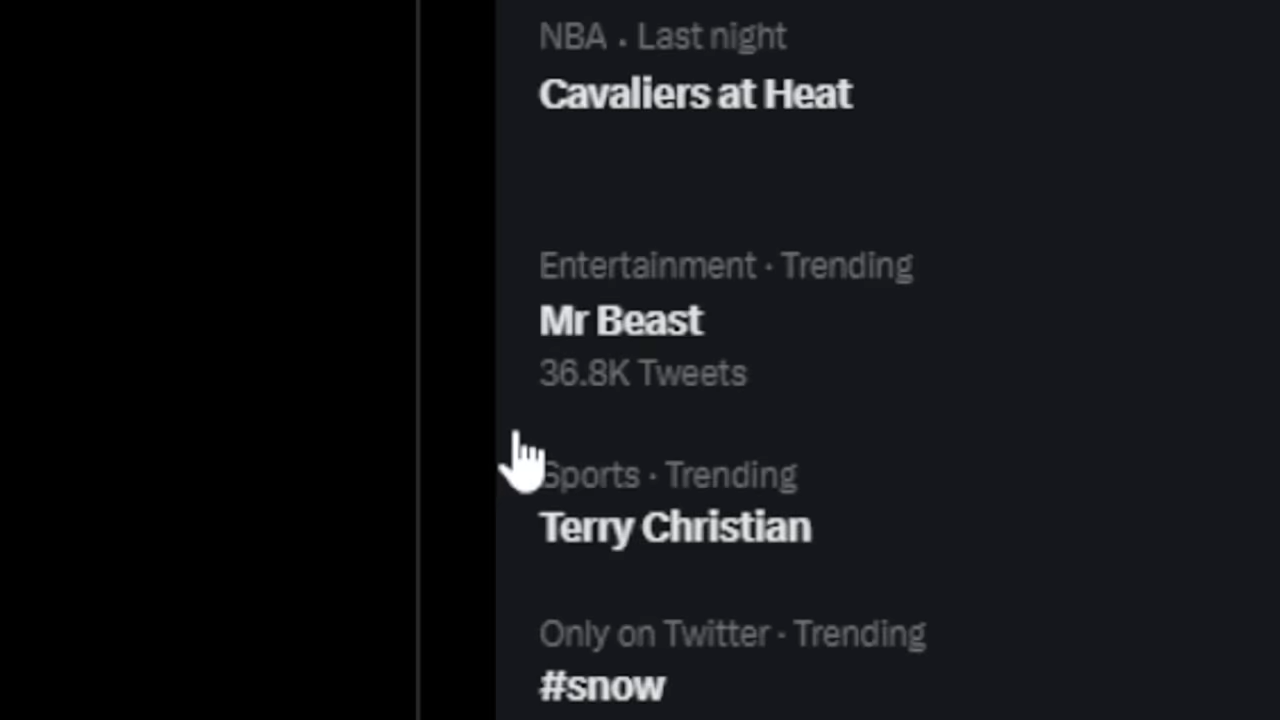 NBA · Last night
Cavaliers at Heat
Entertainment · Trending
Mr Beast
36.8K Tweets
Sports · Trending
Terry Christian
Only on Twitter · Trending
#snow